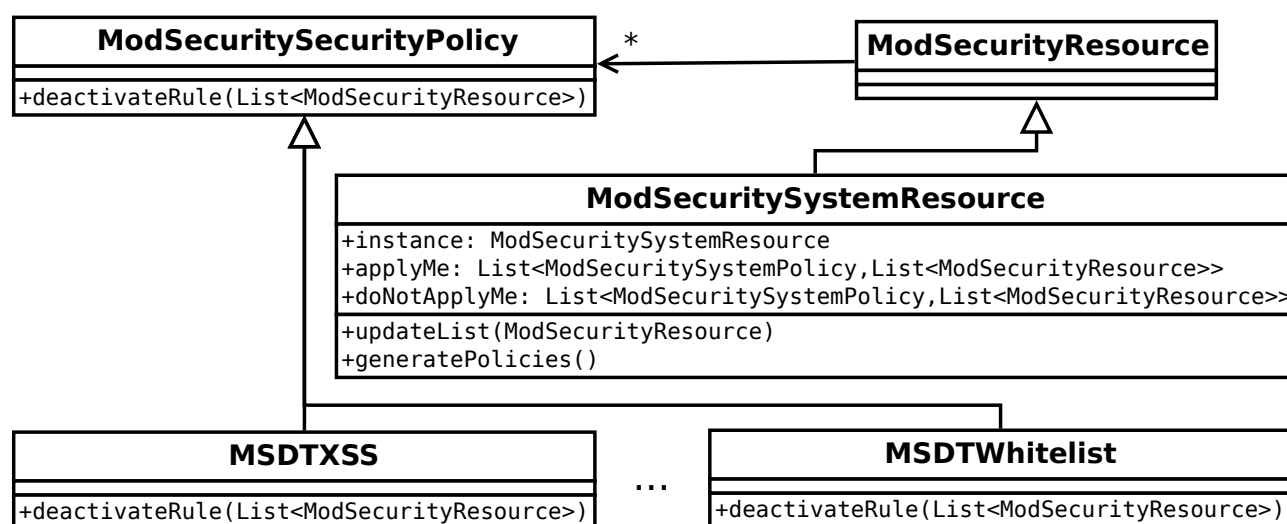 ModSecuritySecurityPolicy
+deactivateRule(List<ModSecurityResource>)
*
ModSecurityResource
ModSecuritySystemResource
+instance: ModSecuritySystemResource
+applyMe: List<ModSecuritySystemPolicy,List<ModSecurityResource>>
+doNotApplyMe: List<ModSecuritySystemPolicy,List<ModSecurityResource>>
+updateList(ModSecurityResource)
+generatePolicies()
MSDTXSS
+deactivateRule(List<ModSecurityResource>)
...
MSDTWhitelist
+deactivateRule(List<ModSecurityResource>)